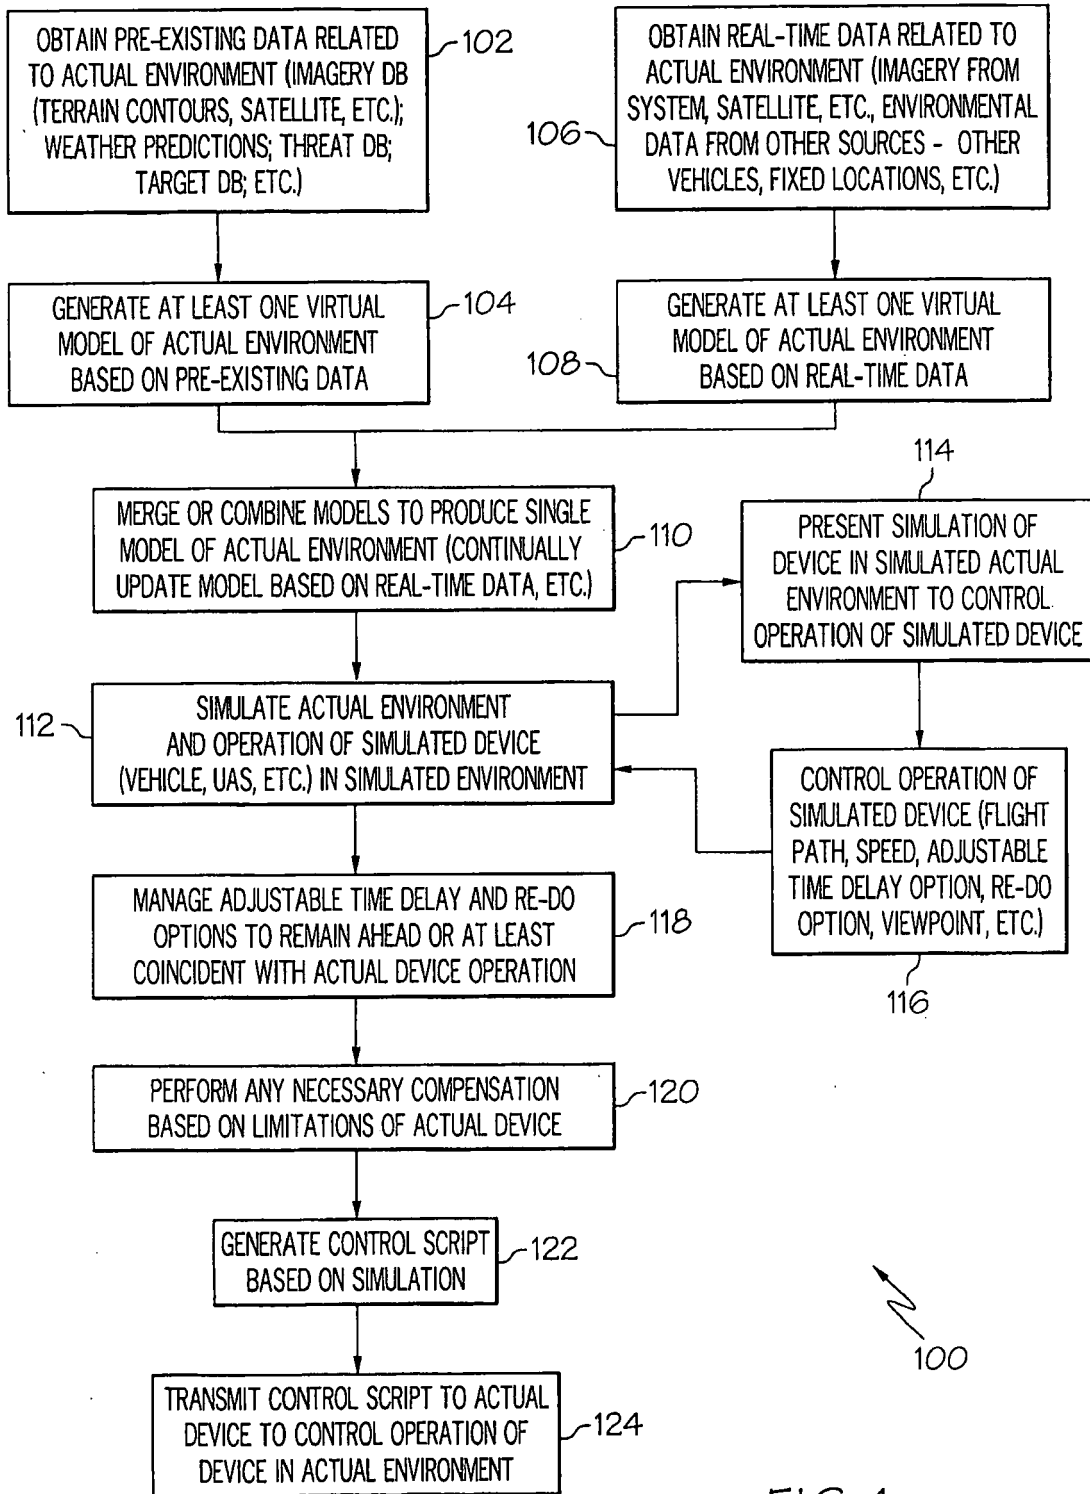 OBTAIN PRE-EXISTING DATA RELATED
TO ACTUAL ENVIRONMENT (IMAGERY DB
(TERRAIN CONTOURS, SATELLITE, ETC.);
WEATHER PREDICTIONS; THREAT DB;
TARGET DB; ETC.)
102
OBTAIN REAL-TIME DATA RELATED TO
ACTUAL ENVIRONMENT (IMAGERY FROM
SYSTEM, SATELLITE, ETC., ENVIRONMENTAL
DATA FROM OTHER SOURCES - OTHER
VEHICLES, FIXED LOCATIONS, ETC.)
106
GENERATE AT LEAST ONE VIRTUAL
MODEL OF ACTUAL ENVIRONMENT
BASED ON PRE-EXISTING DATA
104
GENERATE AT LEAST ONE VIRTUAL
MODEL OF ACTUAL ENVIRONMENT
BASED ON REAL-TIME DATA
108
MERGE OR COMBINE MODELS TO PRODUCE SINGLE
MODEL OF ACTUAL ENVIRONMENT (CONTINUALLY
UPDATE MODEL BASED ON REAL-TIME DATA, ETC.)
110
114
PRESENT SIMULATION OF
DEVICE IN SIMULATED ACTUAL
ENVIRONMENT TO CONTROL
OPERATION OF SIMULATED DEVICE
112
SIMULATE ACTUAL ENVIRONMENT
AND OPERATION OF SIMULATED DEVICE
(VEHICLE, UAS, ETC.) IN SIMULATED ENVIRONMENT
CONTROL OPERATION OF
SIMULATED DEVICE (FLIGHT
PATH, SPEED, ADJUSTABLE
TIME DELAY OPTION, RE-DO
OPTION, VIEWPOINT, ETC.)
116
MANAGE ADJUSTABLE TIME DELAY AND RE-DO
OPTIONS TO REMAIN AHEAD OR AT LEAST
COINCIDENT WITH ACTUAL DEVICE OPERATION
118
PERFORM ANY NECESSARY COMPENSATION
BASED ON LIMITATIONS OF ACTUAL DEVICE
120
GENERATE CONTROL SCRIPT
BASED ON SIMULATION
122
100
TRANSMIT CONTROL SCRIPT TO ACTUAL
DEVICE TO CONTROL OPERATION OF
DEVICE IN ACTUAL ENVIRONMENT
124